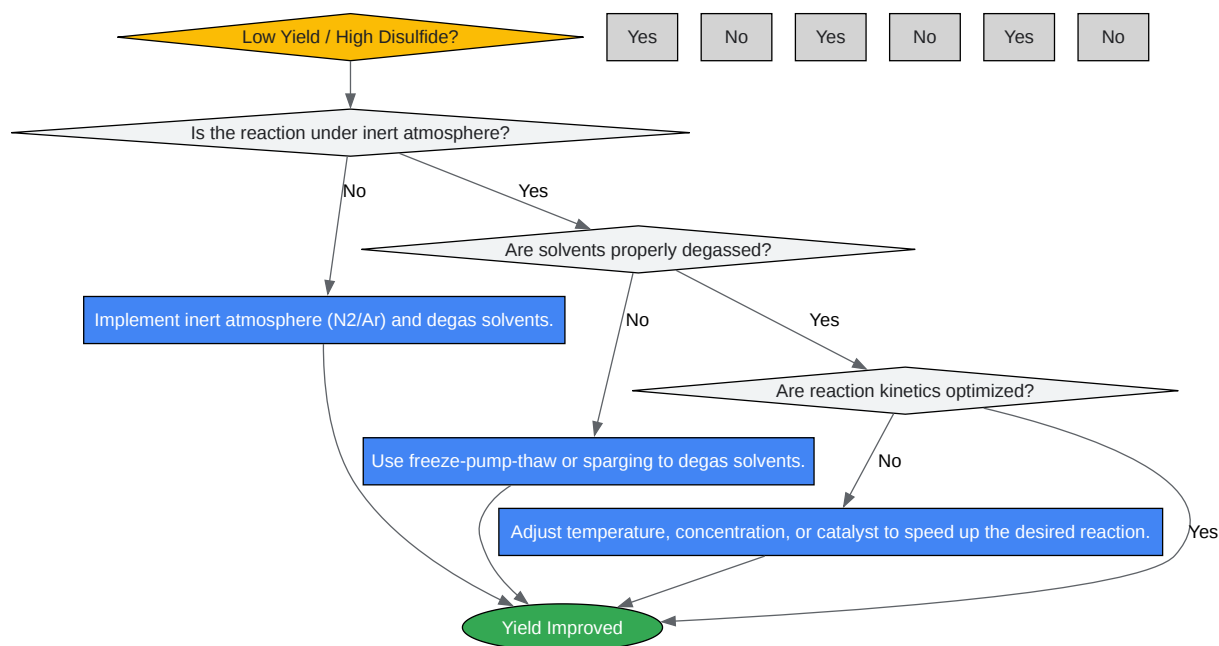 Low Yield / High Disulfide?
Yes
No
Yes
No
Yes
No
Is the reaction under inert atmosphere?
No
Yes
Are solvents properly degassed?
Implement inert atmosphere (N2/Ar) and degas solvents.
No
Yes
Are reaction kinetics optimized?
Use freeze-pump-thaw or sparging to degas solvents.
No
Adjust temperature, concentration, or catalyst to speed up the desired reaction.
Yes
Yield Improved